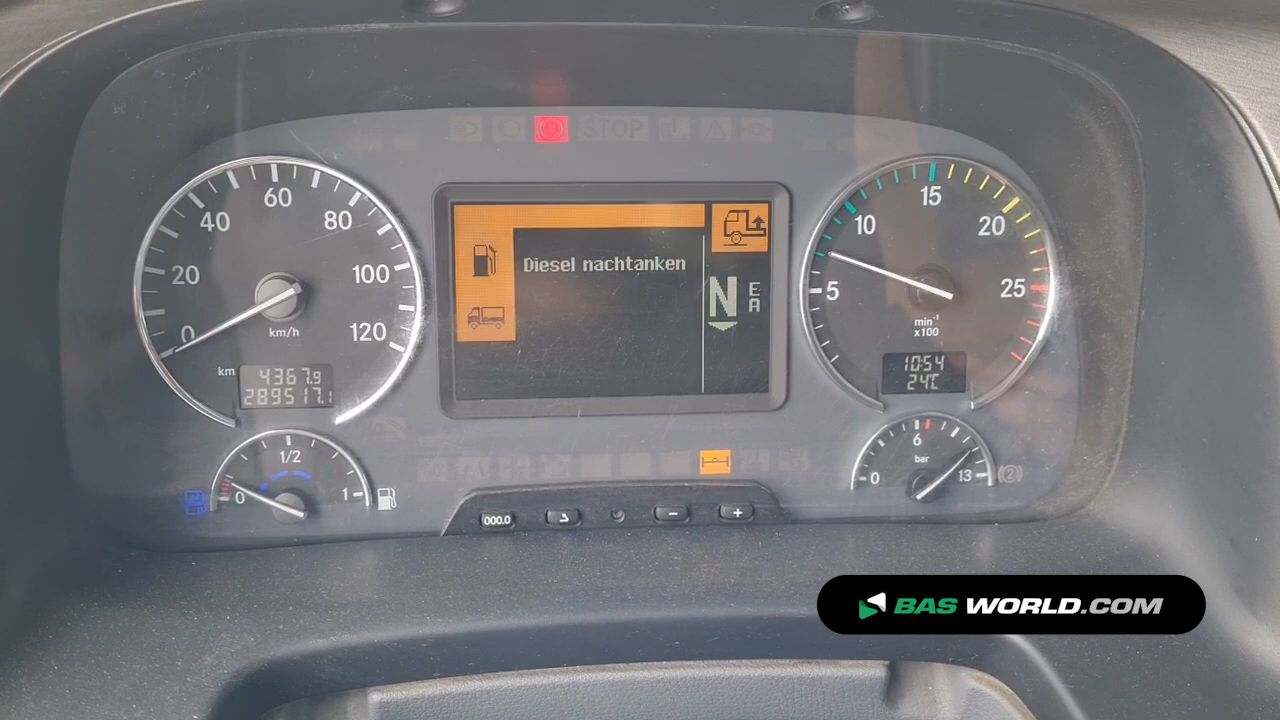 STOP
0
20
40
60
80
100
120
km/h
km
4367.9
289517.1
Diesel nachtanken
N
E
A
5
10
15
20
25
min-1
x100
10:54
24C
0
1/2
1
0
6
13
bar
2
000.0
−
+
BAS WORLD.COM